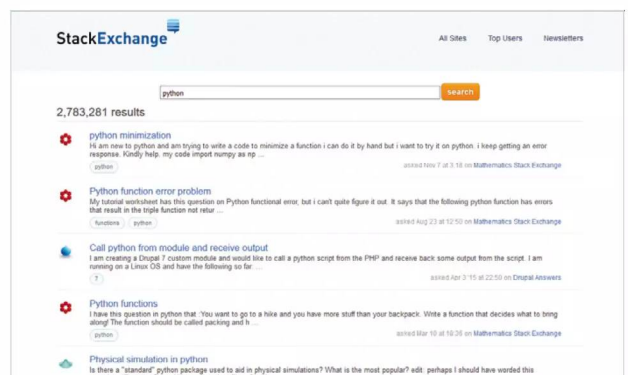 StackExchange
All Sites Top Users Newsletters
python search
2,783,281 results
python minimization
Hi am new to python and am trying to write a code to minimize a function i can do it by hand but i want to try it on python. i keep getting an error
response. Kindly help. my code import numpy as np ...
python
asked Nov 7 at 3:18 on Mathematics Stack Exchange
Python function error problem
My tutorial worksheet has this question on Python functional error, but i can't quite figure it out. It says that the following python function has errors
that result in the triple function not retur ...
functions python
asked Aug 23 at 12:50 on Mathematics Stack Exchange
Call python from module and receive output
I am creating a Drupal 7 custom module and would like to call a python script from the PHP and receive back some output from the script. I am
running on a Linux OS and have the following so far. ...
7
asked Apr 3 '15 at 22:59 on Drupal Answers
Python functions
I have this question in python that :You want to go to a hike and you have more stuff than your backpack. Write a function that decides what to bring
along! The function should be called packing and h ...
python
asked Mar 10 at 18:26 on Mathematics Stack Exchange
Physical simulation in python
Is there a "standard" python package used to aid in physical simulations? What is the most popular? edit: perhaps I should have worded this